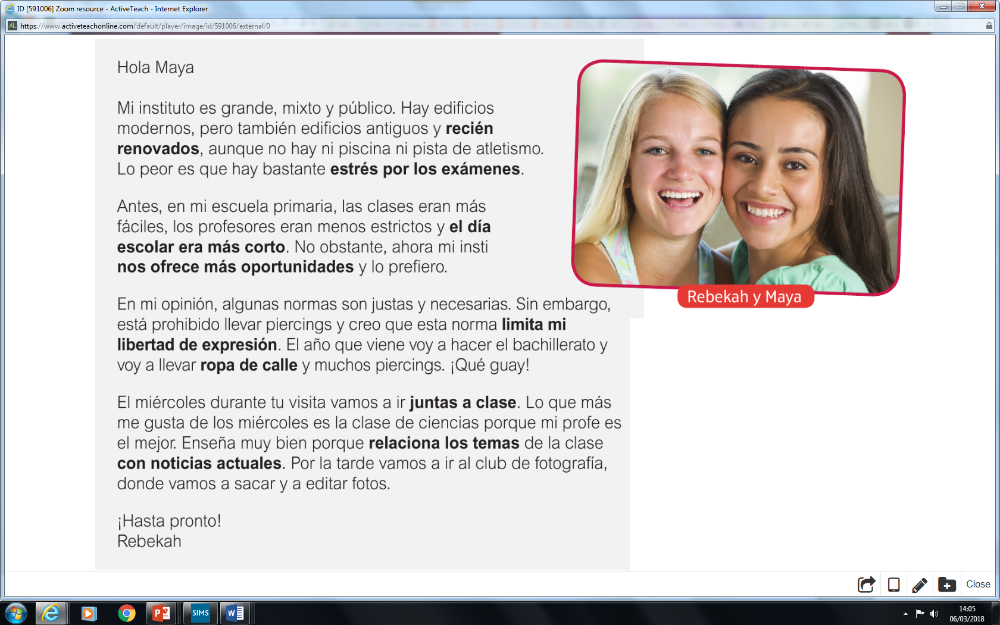 ID [591006] Zoom resource - ActiveTeach - Internet Explorer
AL https://www.activeteachonline.com/default/player/image/id/591006/external/0
Hola Maya
Mi instituto es grande, mixto y público. Hay edificios
modernos, pero también edificios antiguos y recién
renovados, aunque no hay ni piscina ni pista de atletismo.
Lo peor es que hay bastante estrés por los exámenes.
Antes, en mi escuela primaria, las clases eran más
fáciles, los profesores eran menos estrictos y el día
escolar era más corto. No obstante, ahora mi insti
nos ofrece más oportunidades y lo prefiero.
En mi opinión, algunas normas son justas y necesarias. Sin embargo,
está prohibido llevar piercings y creo que esta norma limita mi
libertad de expresión. El año que viene voy a hacer el bachillerato y
voy a llevar ropa de calle y muchos piercings. ¡Qué guay!
El miércoles durante tu visita vamos a ir juntas a clase. Lo que más
me gusta de los miércoles es la clase de ciencias porque mi profe es
el mejor. Enseña muy bien porque relaciona los temas de la clase
con noticias actuales. Por la tarde vamos a ir al club de fotografía,
donde vamos a sacar y a editar fotos.
¡Hasta pronto!
Rebekah
Rebekah y Maya
Close
P
SIMS
W
14:05
06/03/2018